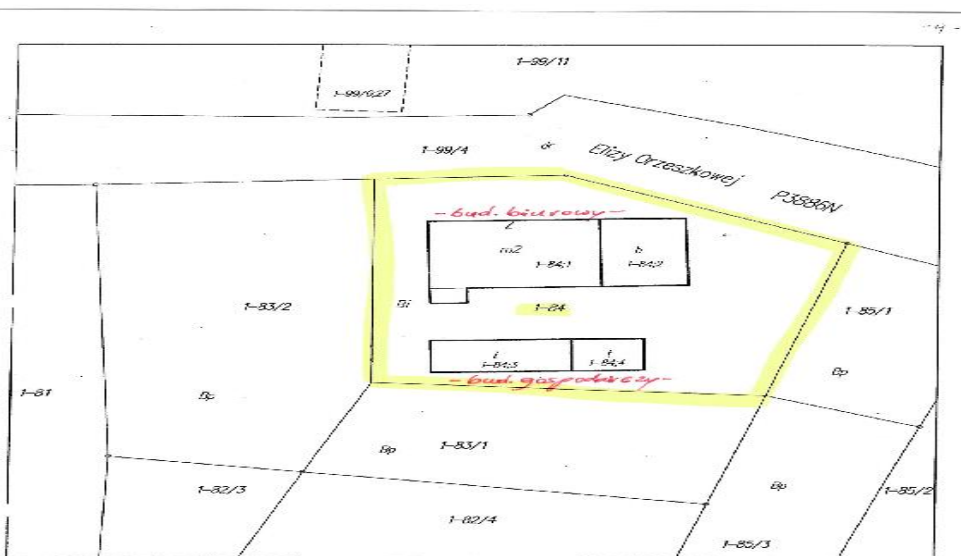 1-99/11
1-99/9;27
1-99/4
dr
Elizy Orzeszkowej
P3886N
- bud. biurowy -
m2
1-84;1
b
1-84;2
1-83/2
Bi
1-84
1-85/1
i
1-84;3
t
1-84;4
- bud. gospodarczy -
Bp
1-81
Bp
Bp
1-83/1
Bp
1-82/3
1-85/2
1-82/4
1-85/3